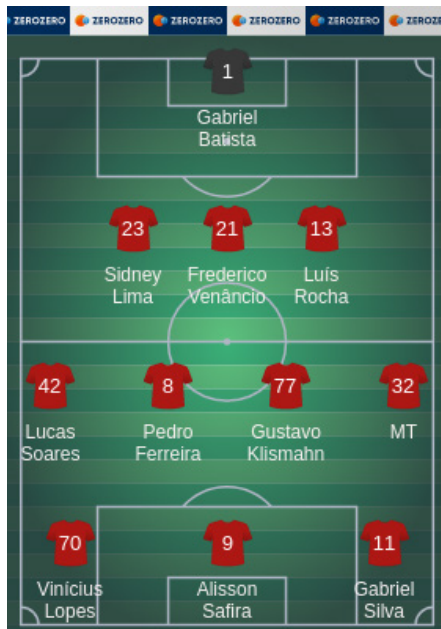 ZEROZERO ZEROZERO ZEROZERO ZEROZERO ZEROZERO ZEROZE
1
Gabriel
Batista
23 21 13
Sidney Frederico Luís
Lima Venâncio Rocha
42 8 77 32
Lucas Pedro Gustavo MT
Soares Ferreira Klismahn
70 9 11
Vinícius Alisson Gabriel
Lopes Safira Silva